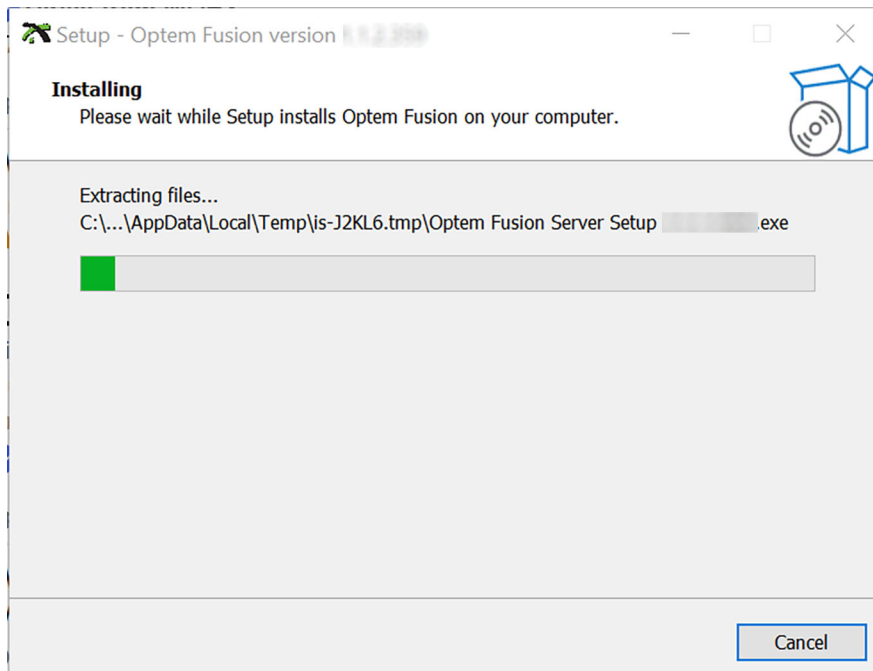 Setup - Optem Fusion version
Installing
Please wait while Setup installs Optem Fusion on your computer.
Extracting files...
C:\...\AppData\Local\Temp\is-J2KL6.tmp\Optem Fusion Server Setup .exe
Cancel